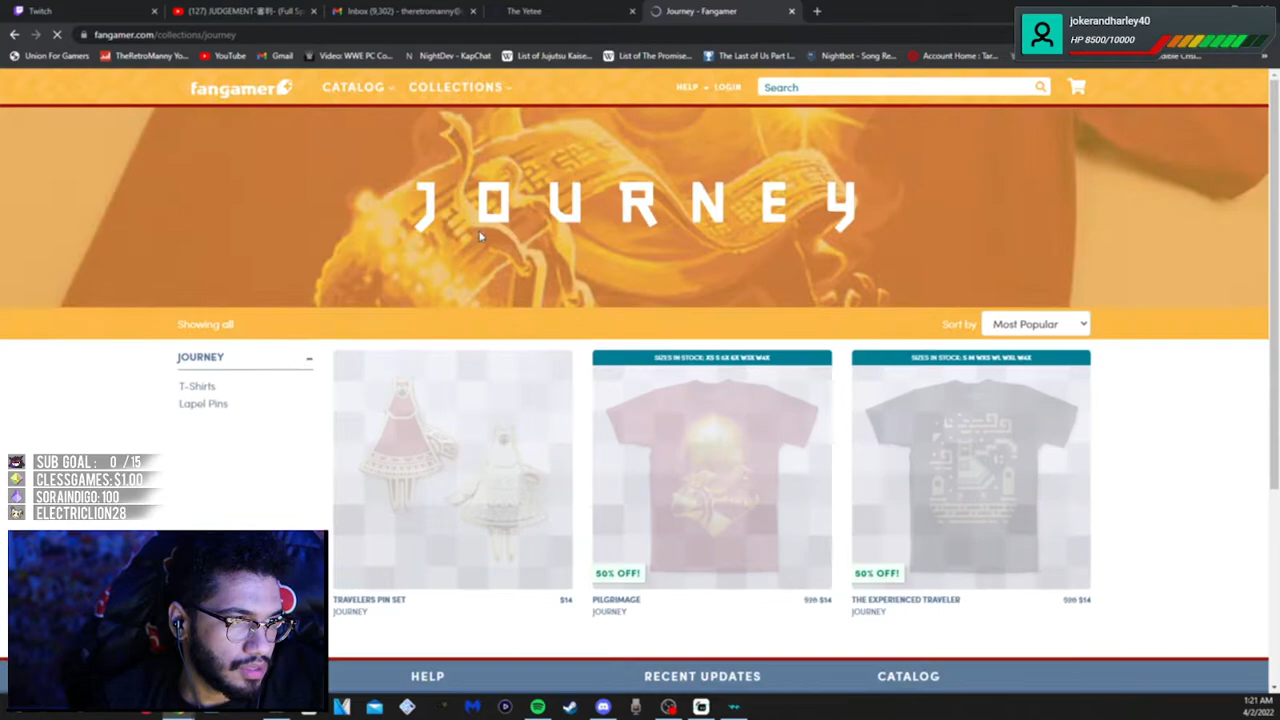 Twitch
(127) JUDGEMENT-審判- (Full Sp
Inbox (9,302) - theretromanny@
The Yetee
Journey - Fangamer
jokerandharley40
HP 8500/10000
fangamer.com/collections/journey
Union For Gamers
TheRetroManny Yo...
YouTube
Gmail
Video: WWE PC Co...
NightDev - KapChat
List of Jujutsu Kaise...
List of The Promise...
The Last of Us Part I...
Nightbot - Song Re...
Account Home : Tar...
fangamer
CATALOG
COLLECTIONS
HELP
LOGIN
Search
JOURNEY
Showing all
Sort by
Most Popular
JOURNEY
T-Shirts
Lapel Pins
SIZES IN STOCK: XS S 5X 6X W3X W4X
SIZES IN STOCK: S M WXS WL WXL W4X
50% OFF!
50% OFF!
TRAVELERS PIN SET
$14
JOURNEY
PILGRIMAGE
$28 $14
JOURNEY
THE EXPERIENCED TRAVELER
$28 $14
JOURNEY
SUB GOAL : 0 /15
CLESSGAMES: $1.00
SORAINDIGO: 100
ELECTRICLION28
HELP
RECENT UPDATES
CATALOG
1:21 AM
4/2/2022